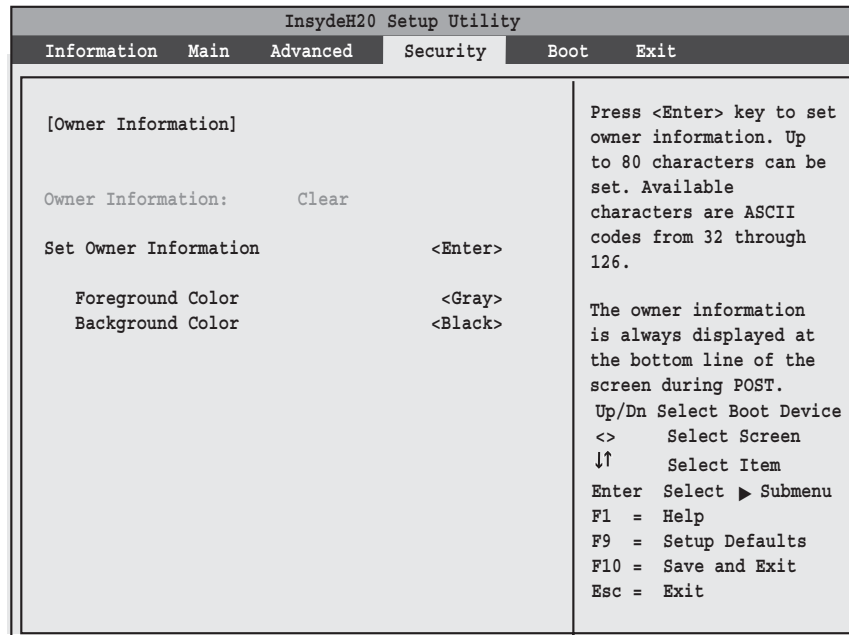 InsydeH20 Setup Utility
Information Main Advanced Security Boot Exit
[Owner Information]
Owner Information: Clear
Set Owner Information <Enter>
Foreground Color <Gray>
Background Color <Black>
Press <Enter> key to set
owner information. Up
to 80 characters can be
set. Available
characters are ASCII
codes from 32 through
126.
The owner information
is always displayed at
the bottom line of the
screen during POST.
Up/Dn Select Boot Device
<> Select Screen
↓↑ Select Item
Enter Select ▶ Submenu
F1 = Help
F9 = Setup Defaults
F10 = Save and Exit
Esc = Exit